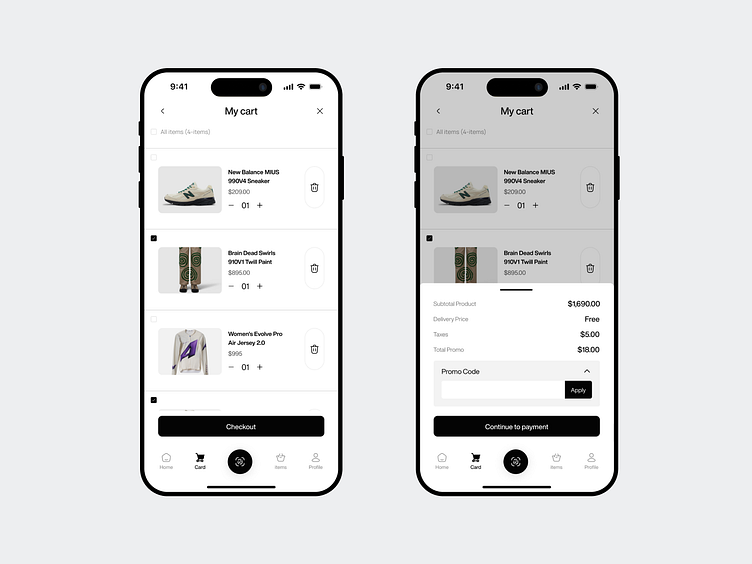 9:41
My cart
All items (4-items)
New Balance MIUS
990V4 Sneaker
$209.00
01
Brain Dead Swirls
910V1 Twill Paint
$895.00
01
Women's Evolve Pro
Air Jersey 2.0
$995
01
Checkout
Home
Card
items
Profile
9:41
My cart
All items (4-items)
New Balance MIUS
990V4 Sneaker
$209.00
01
Brain Dead Swirls
910V1 Twill Paint
$895.00
Subtotal Product $1,690.00
Delivery Price Free
Taxes $5.00
Total Promo $18.00
Promo Code
Apply
Continue to payment
Home
Card
items
Profile